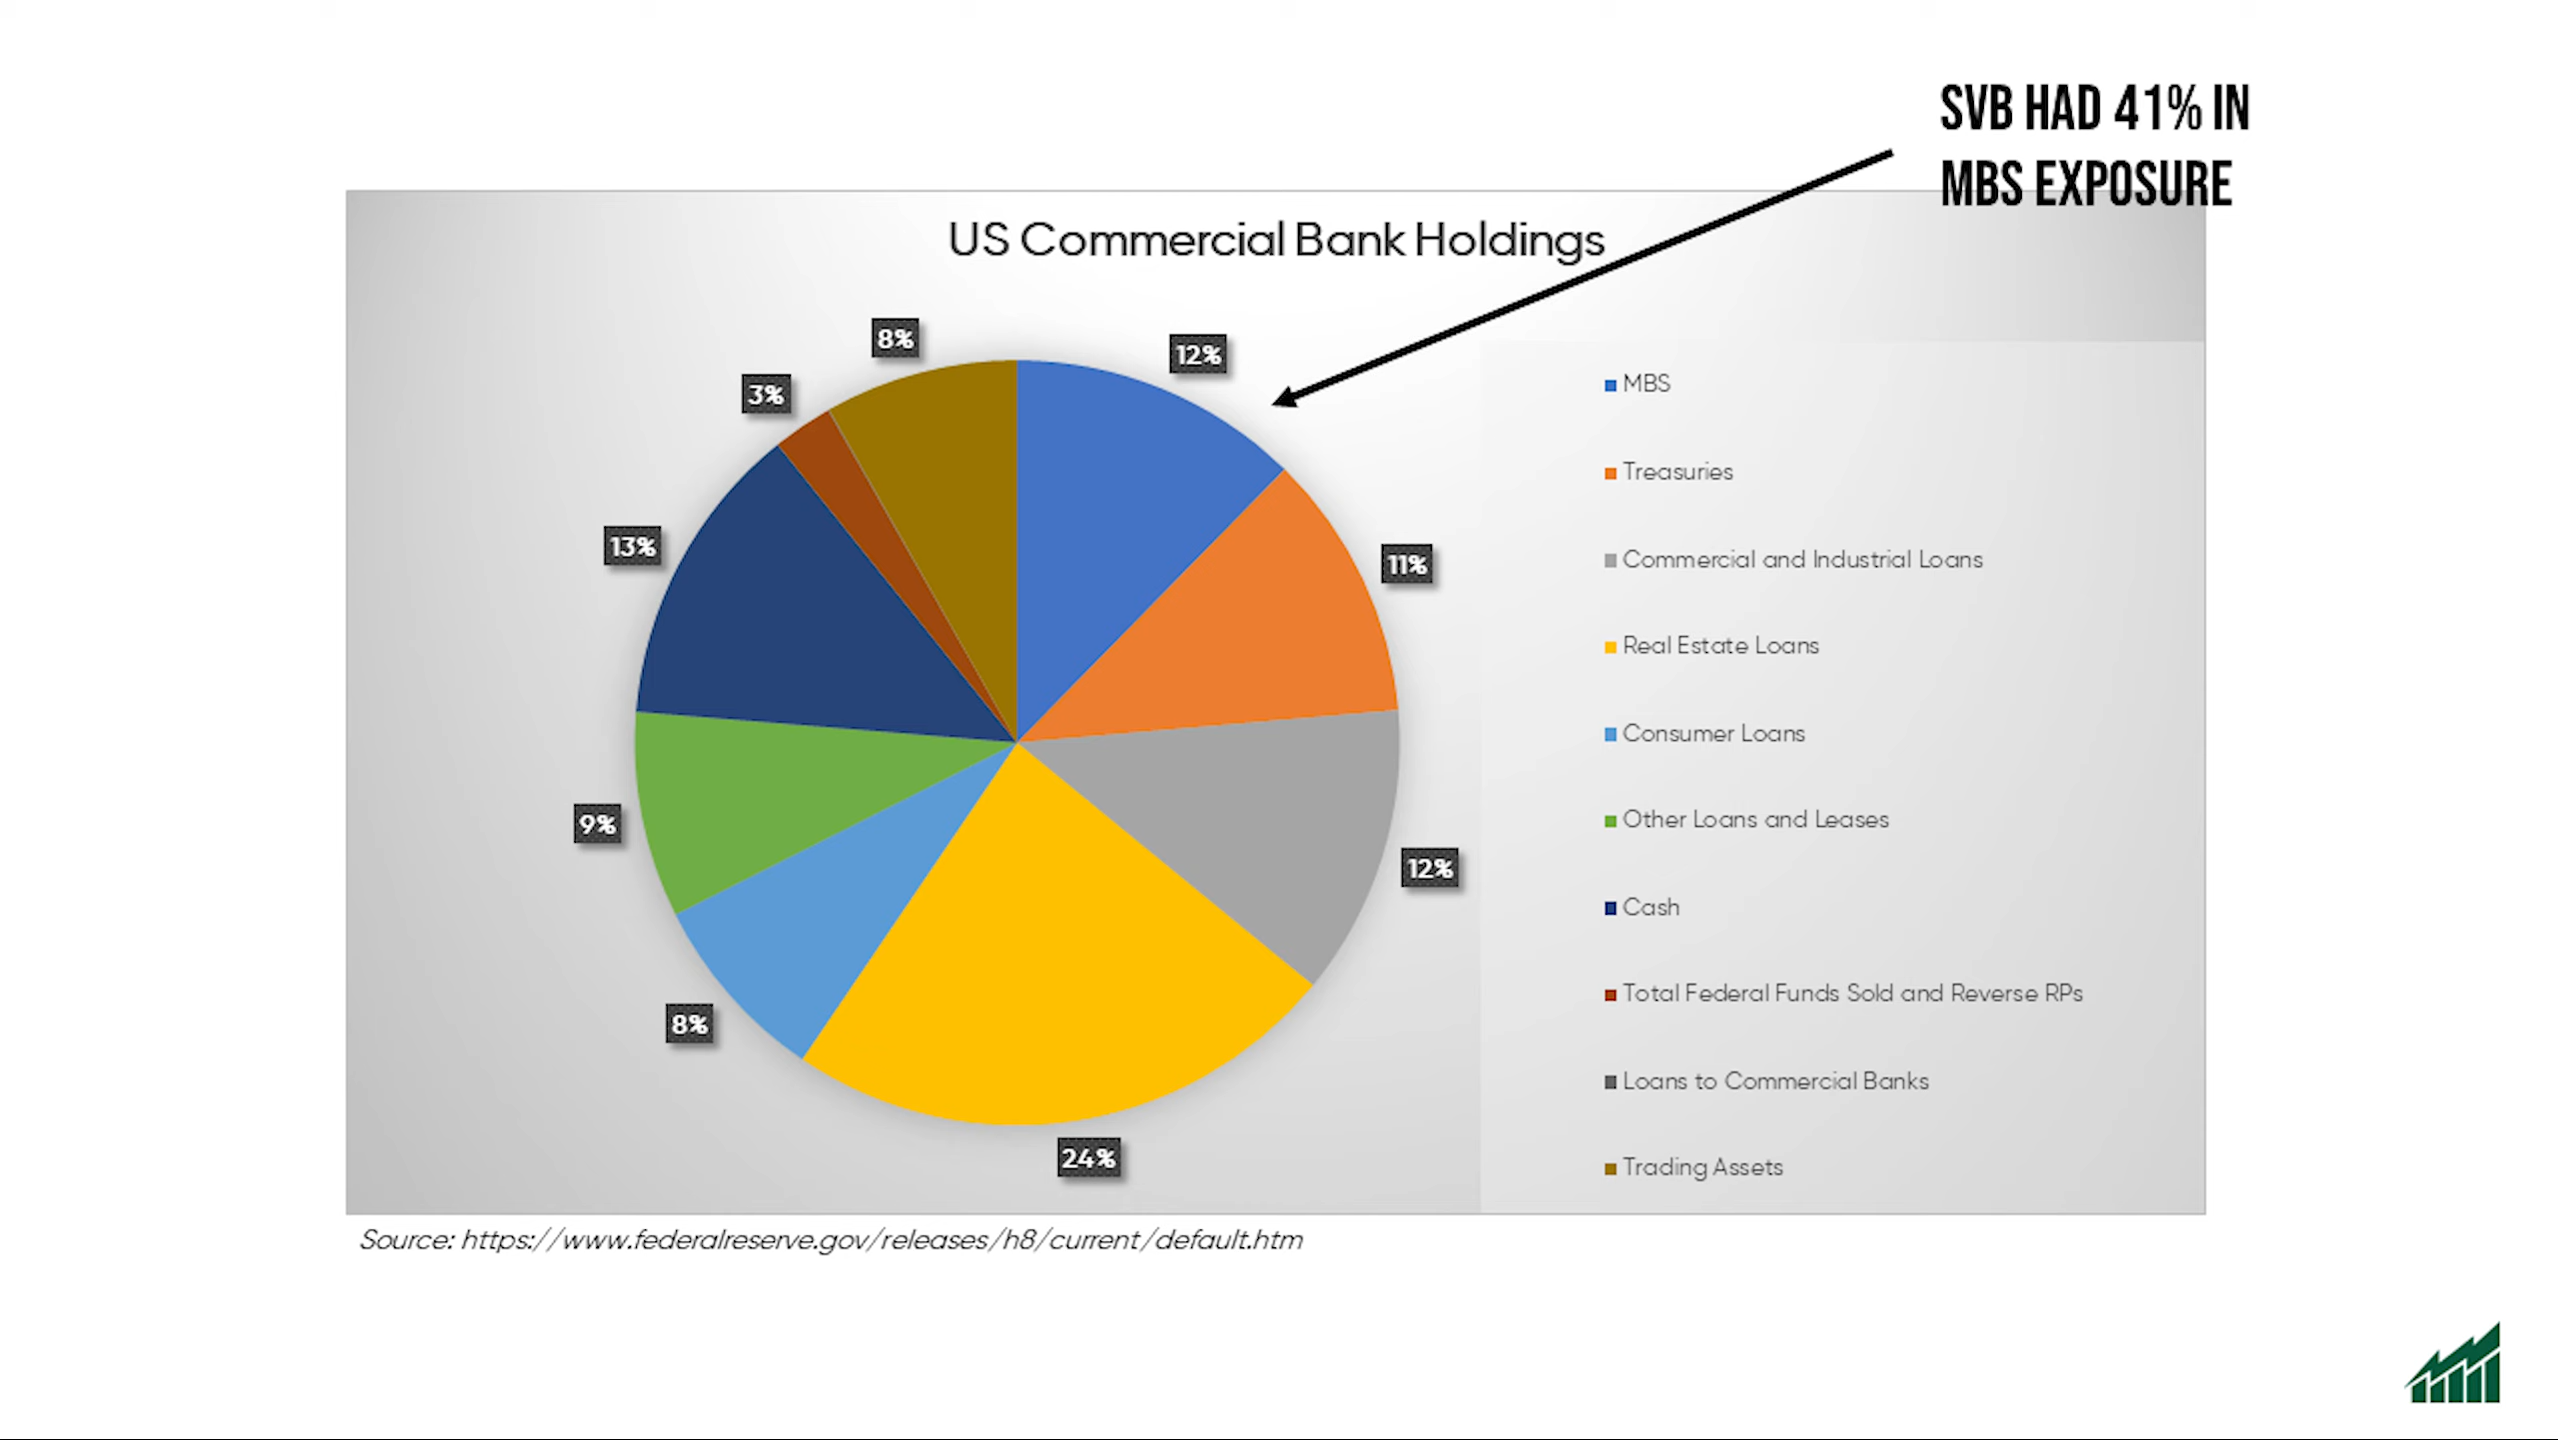 SVB HAD 41% IN
MBS EXPOSURE
US Commercial Bank Holdings
8%
12%
3%
13%
11%
9%
12%
8%
24%
MBS
Treasuries
Commercial and Industrial Loans
Real Estate Loans
Consumer Loans
Other Loans and Leases
Cash
Total Federal Funds Sold and Reverse RPs
Loans to Commercial Banks
Trading Assets
Source: https://www.federalreserve.gov/releases/h8/current/default.htm